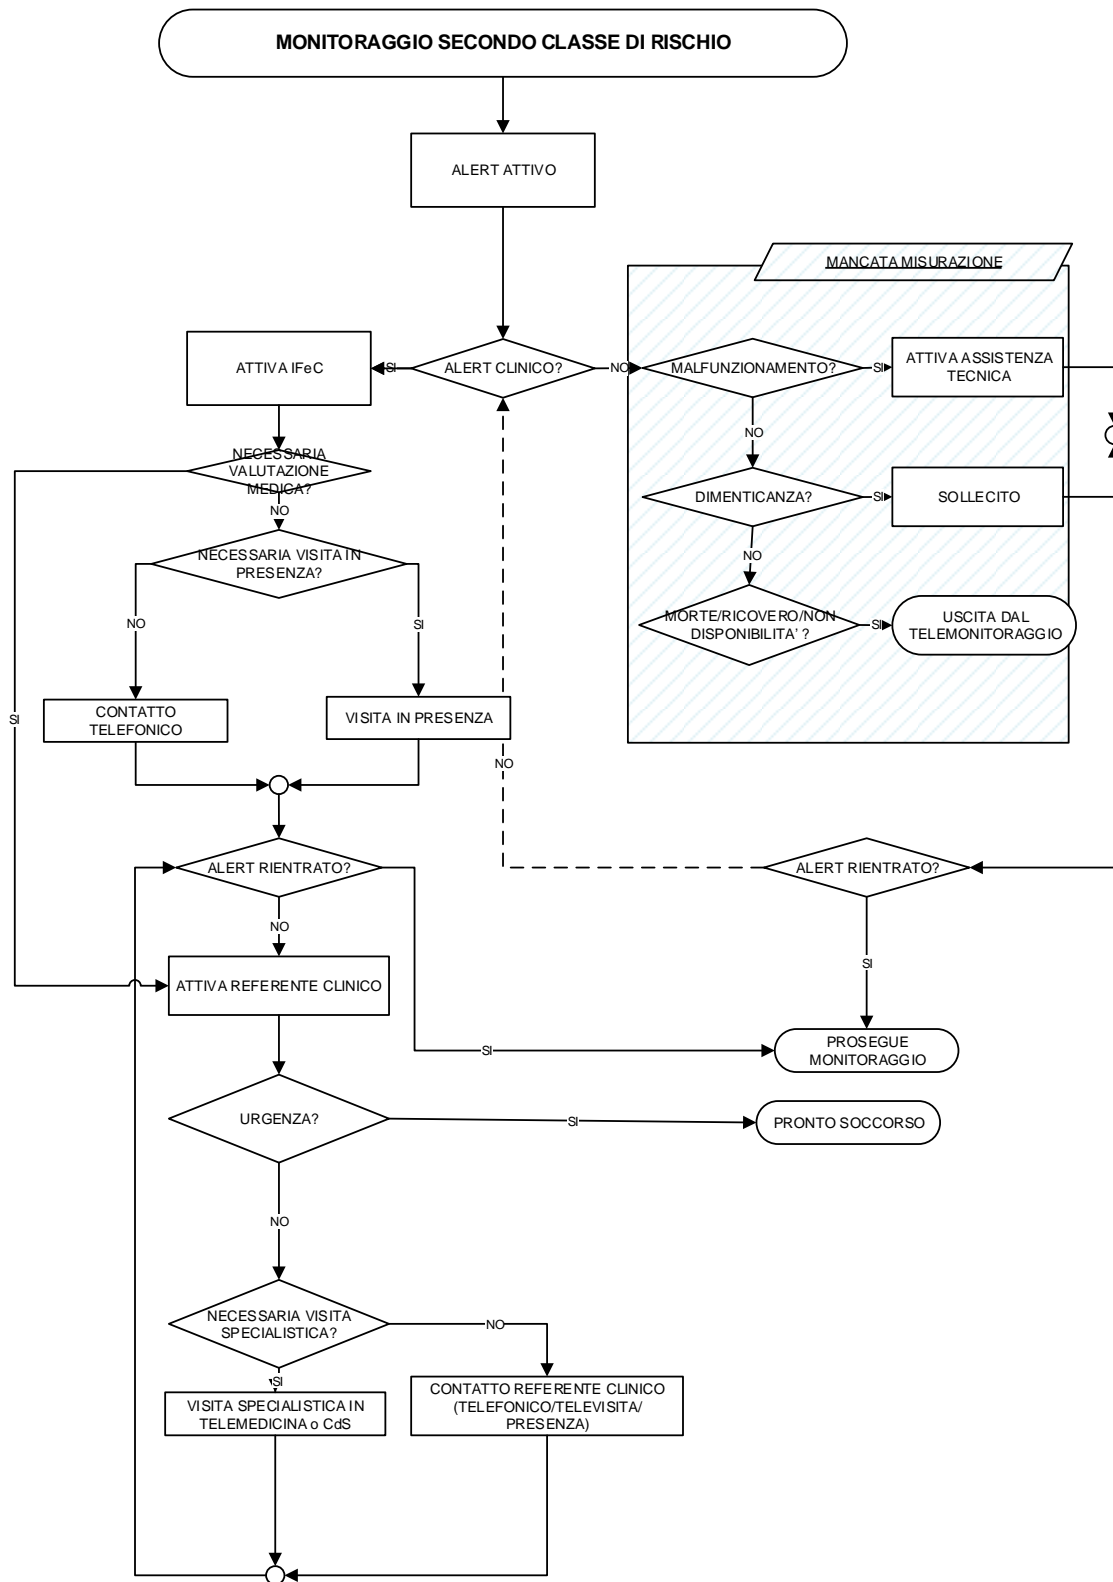 MONITORAGGIO SECONDO CLASSE DI RISCHIO
ALERT ATTIVO
MANCATA MISURAZIONE
ATTIVA IFeC
SI
ALERT CLINICO?
NO
MALFUNZIONAMENTO?
SI
ATTIVA ASSISTENZA
TECNICA
NO
NECESSARIA
VALUTAZIONE
MEDICA?
DIMENTICANZA?
SI
SOLLECITO
NO
NO
NECESSARIA VISITA IN
PRESENZA?
MORTE/RICOVERO/NON
DISPONIBILITA' ?
SI
USCITA DAL
TELEMONITORAGGIO
NO
SI
SI
CONTATTO
TELEFONICO
VISITA IN PRESENZA
NO
ALERT RIENTRATO?
ALERT RIENTRATO?
NO
SI
ATTIVA REFERENTE CLINICO
SI
PROSEGUE
MONITORAGGIO
URGENZA?
SI
PRONTO SOCCORSO
NO
NECESSARIA VISITA
SPECIALISTICA?
NO
SI
VISITA SPECIALISTICA IN
TELEMEDICINA o CdS
CONTATTO REFERENTE CLINICO
(TELEFONICO/TELEVISITA/
PRESENZA)